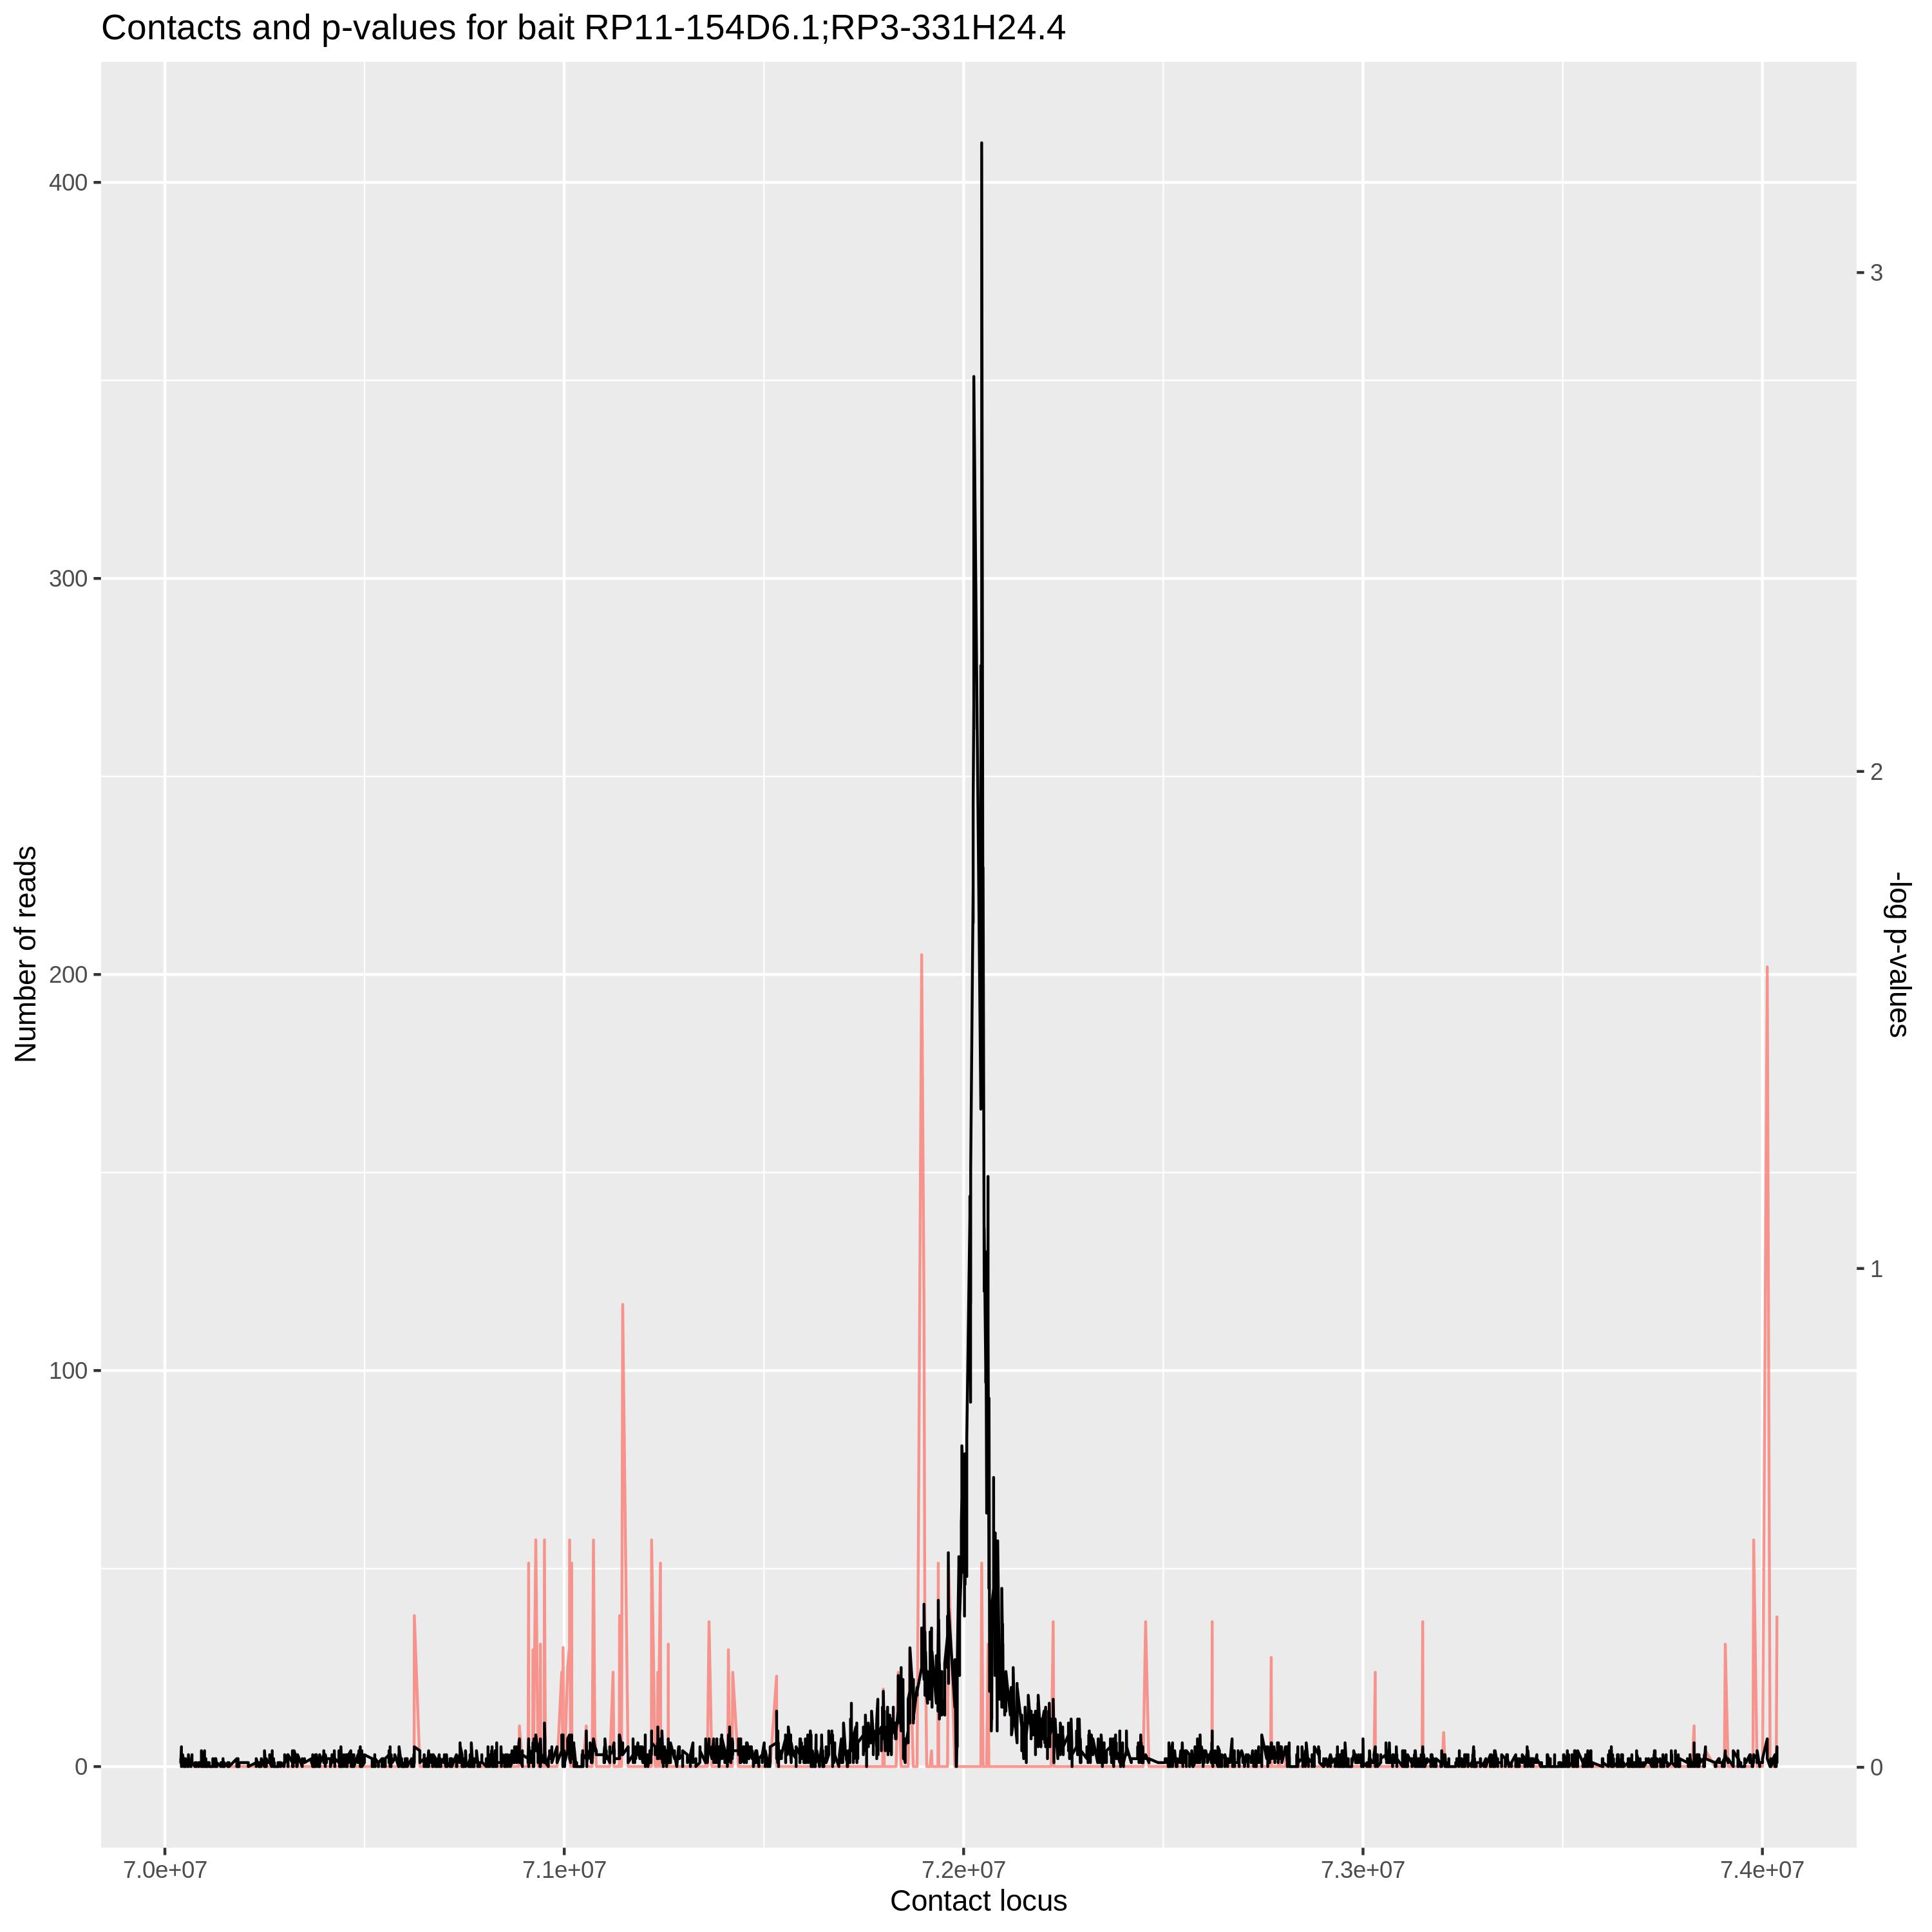 Contacts and p-values for bait RP11-154D6.1;RP3-331H24.4
400
300
200
100
0
Number of reads
3
2
1
0
-log p-values
7.0e+07 7.1e+07 7.2e+07 7.3e+07 7.4e+07
Contact locus